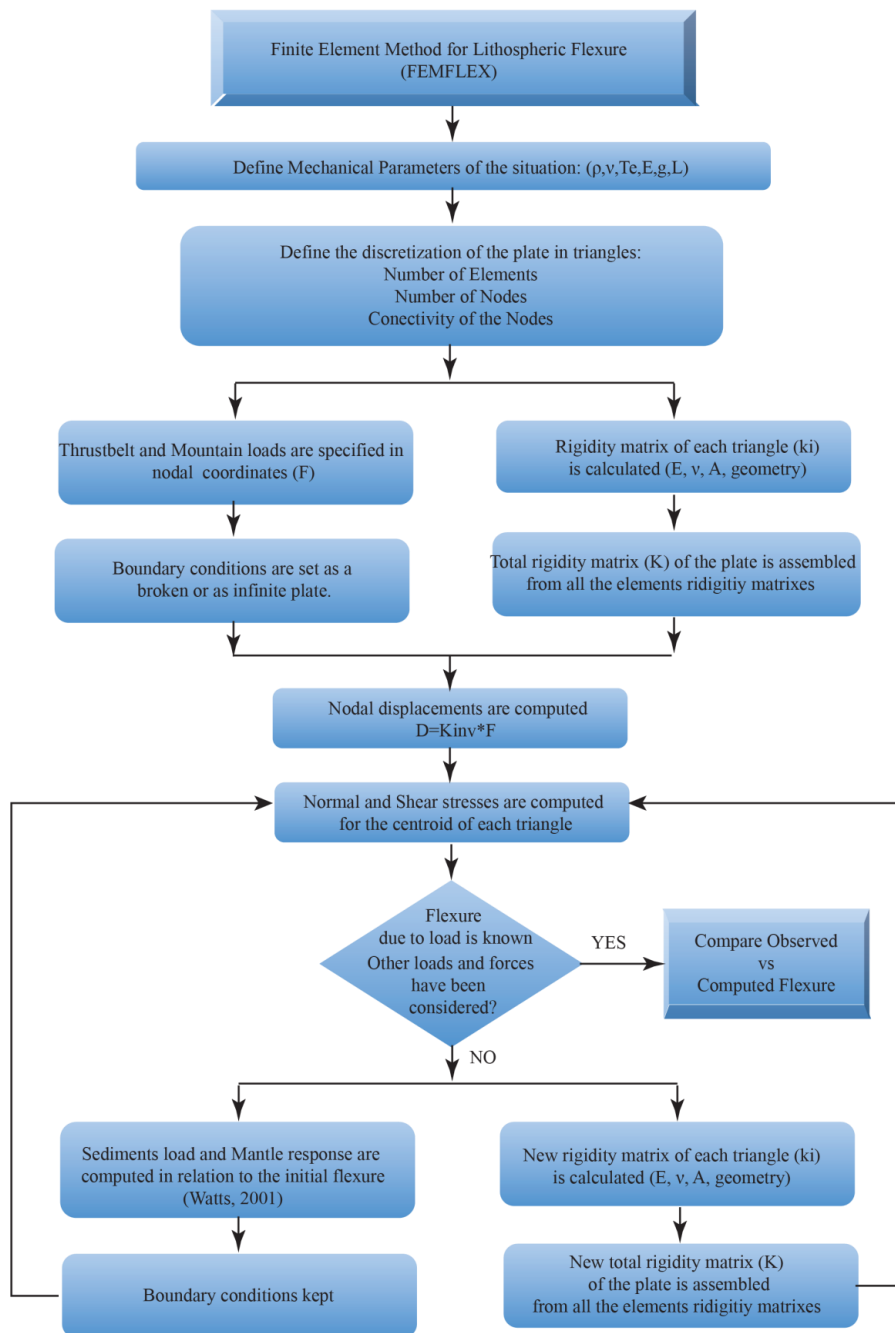 Finite Element Method for Lithospheric Flexure
(FEMFLEX)
Define Mechanical Parameters of the situation: (ρ,ν,Te,E,g,L)
Define the discretization of the plate in triangles:
Number of Elements
Number of Nodes
Conectivity of the Nodes
Thrustbelt and Mountain loads are specified in
nodal coordinates (F)
Rigidity matrix of each triangle (ki)
is calculated (E, ν, A, geometry)
Boundary conditions are set as a
broken or as infinite plate.
Total rigidity matrix (K) of the plate is assembled
from all the elements ridigitiy matrixes
Nodal displacements are computed
D=Kinv*F
Normal and Shear stresses are computed
for the centroid of each triangle
Flexure
due to load is known
Other loads and forces
have been
considered?
YES
Compare Observed
vs
Computed Flexure
NO
Sediments load and Mantle response are
computed in relation to the initial flexure
(Watts, 2001)
New rigidity matrix of each triangle (ki)
is calculated (E, ν, A, geometry)
Boundary conditions kept
New total rigidity matrix (K)
of the plate is assembled
from all the elements ridigitiy matrixes